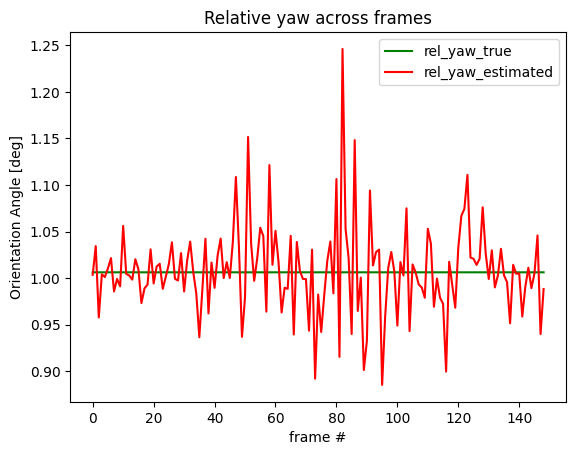 Relative yaw across frames
rel_yaw_true
rel_yaw_estimated
Orientation Angle [deg]
1.25
1.20
1.15
1.10
1.05
1.00
0.95
0.90
0 20 40 60 80 100 120 140
frame #